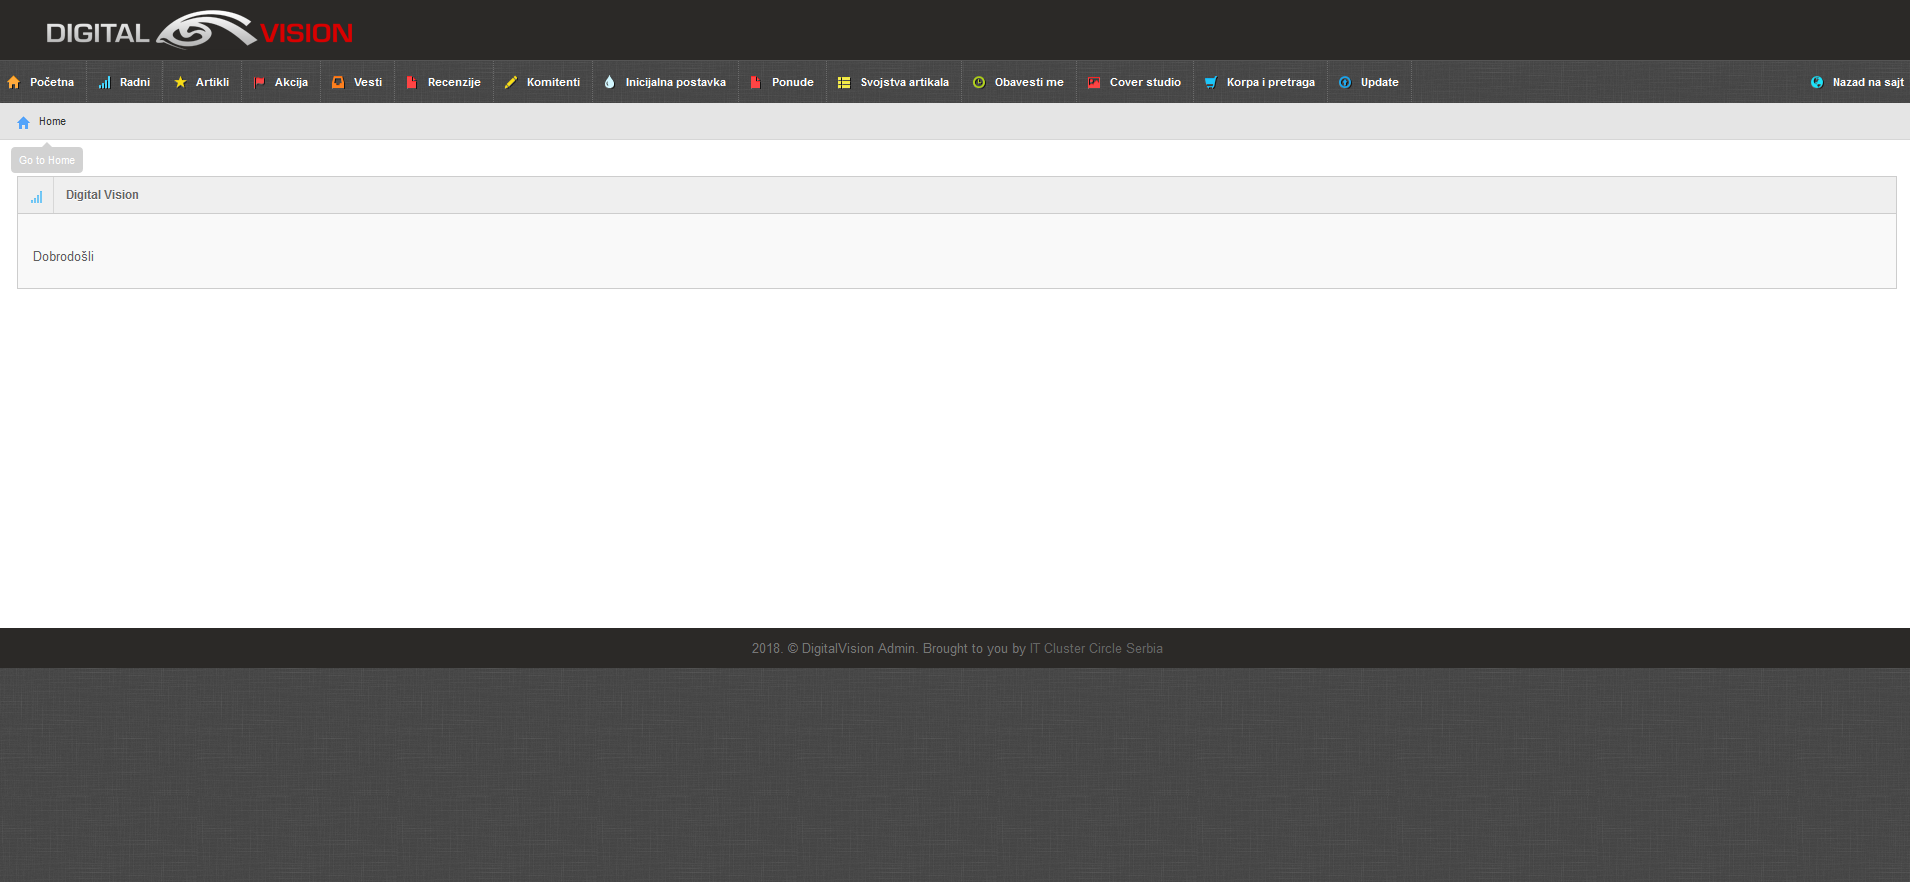 DIGITAL VISION
Početna Radni Artikli Akcija Vesti Recenzije Komitenti Inicijalna postavka Ponude Svojstva artikala Obavesti me Cover studio Korpa i pretraga Update Nazad na sajt
Home
Go to Home
Digital Vision
Dobrodošli
2018. © DigitalVision Admin. Brought to you by IT Cluster Circle Serbia